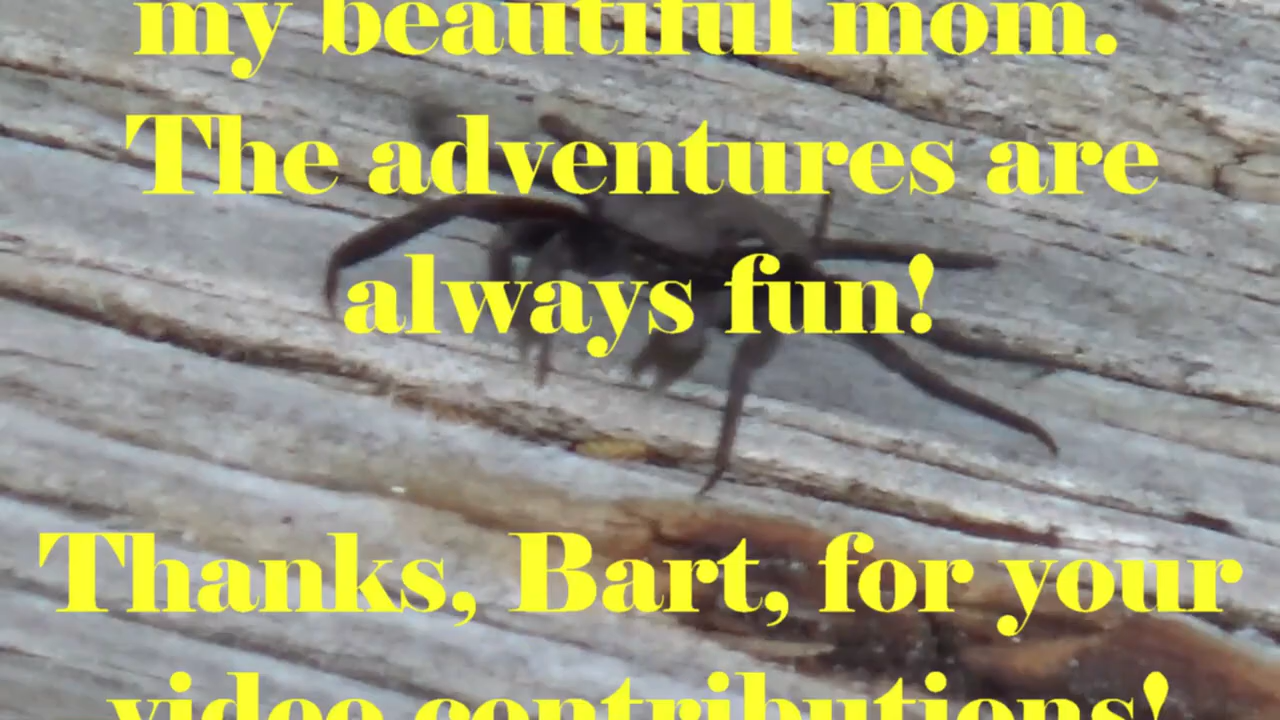 my beautiful mom.
The adventures are
always fun!
Thanks, Bart, for your
video contributions!